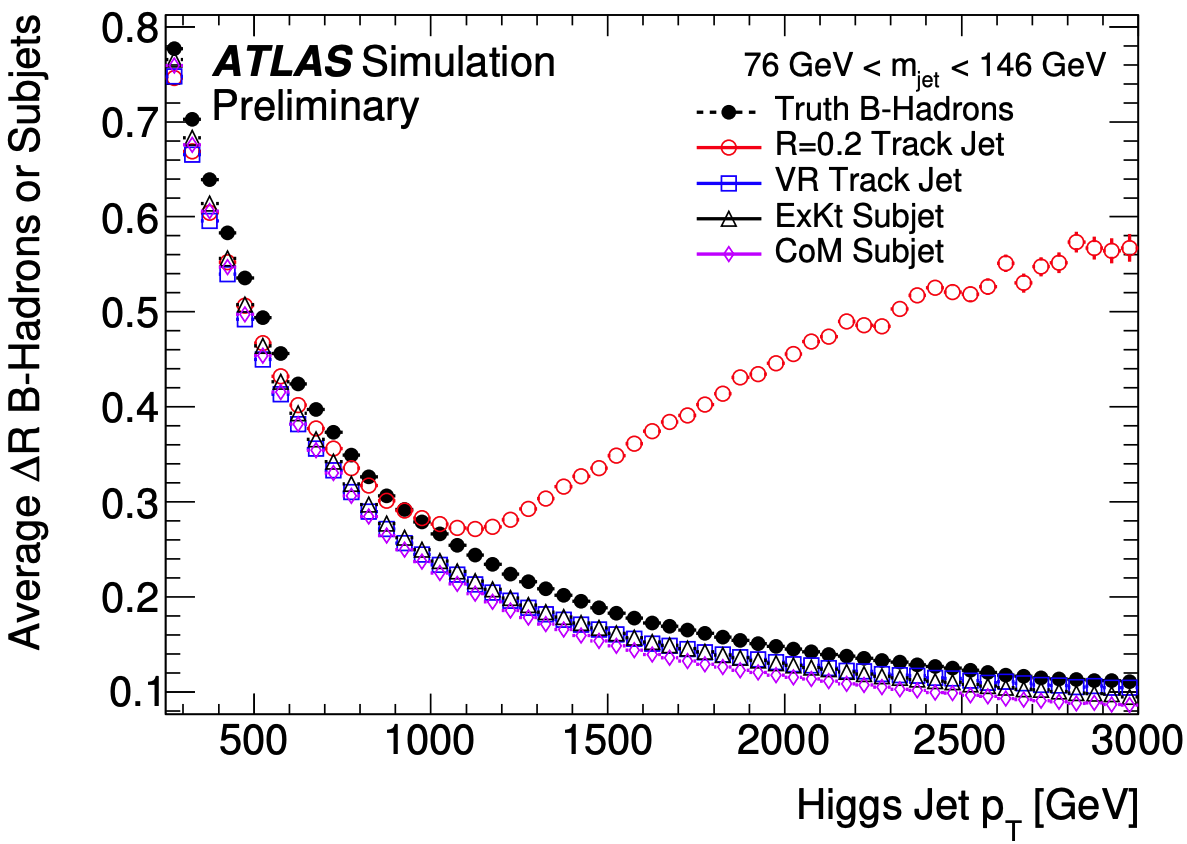 Average ΔR B-Hadrons or Subjets
0.8
0.7
0.6
0.5
0.4
0.3
0.2
0.1
ATLAS Simulation
Preliminary
76 GeV < m_jet < 146 GeV
Truth B-Hadrons
R=0.2 Track Jet
VR Track Jet
ExKt Subjet
CoM Subjet
500 1000 1500 2000 2500 3000
Higgs Jet p_T [GeV]